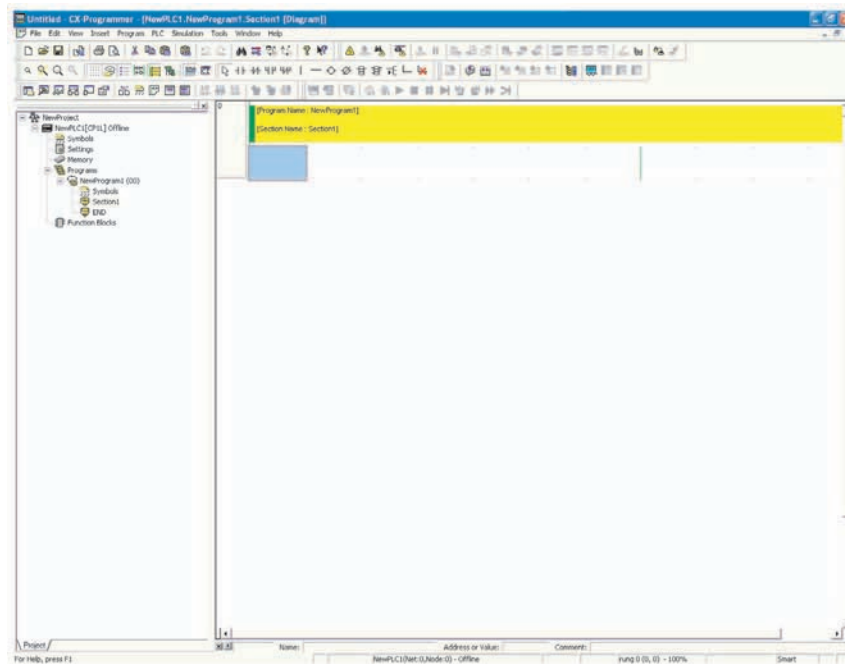 Untitled - CX-Programmer - [NewPLC1.NewProgram1.Section1 [Diagram]]
File Edit View Insert Program PLC Simulation Tools Window Help
0
[Program Name : NewProgram1]
[Section Name : Section1]
NewProject
NewPLC1[CP1L] Offline
Symbols
Settings
Memory
Programs
NewProgram1 (00)
Symbols
Section1
END
Function Blocks
Project
Name:
Address or Value:
Comment:
For Help, press F1
NewPLC1(Net:0,Node:0) - Offline
rung 0 (0, 0) - 100%
Smart